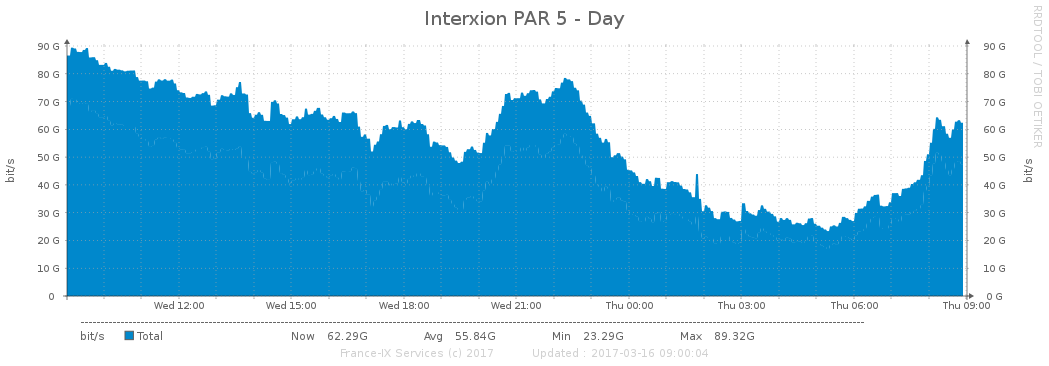 Interxion PAR 5 - Day
RRDTOOL / TOBI OETIKER
90 G 90 G
80 G 80 G
70 G 70 G
60 G 60 G
50 G 50 G
40 G 40 G
30 G 30 G
20 G 20 G
10 G 10 G
0 0 G
bit/s bit/s
Wed 12:00 Wed 15:00 Wed 18:00 Wed 21:00 Thu 00:00 Thu 03:00 Thu 06:00 Thu 09:00
bit/s Total Now 62.29G Avg 55.84G Min 23.29G Max 89.32G
France-IX Services (c) 2017 Updated : 2017-03-16 09:00:04